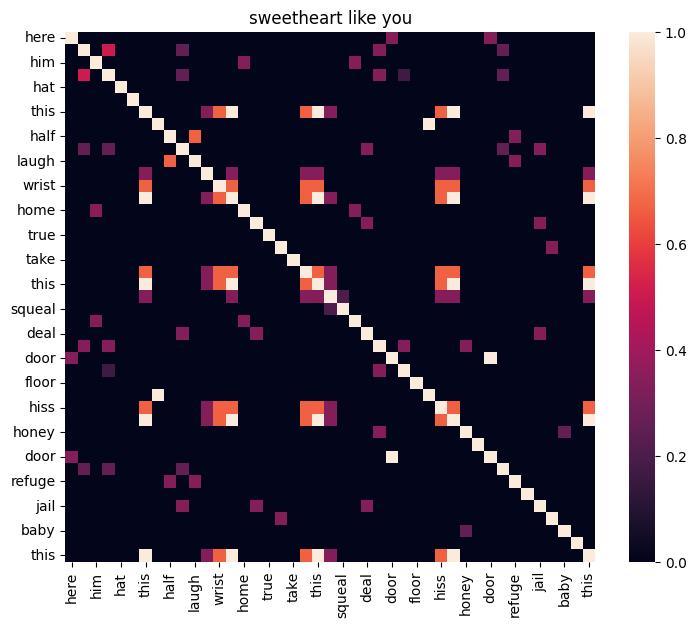 sweetheart like you
here
him
hat
this
half
laugh
wrist
home
true
take
this
squeal
deal
door
floor
hiss
honey
door
refuge
jail
baby
this
1.0
0.8
0.6
0.4
0.2
0.0
here
him
hat
this
half
laugh
wrist
home
true
take
this
squeal
deal
door
floor
hiss
honey
door
refuge
jail
baby
this